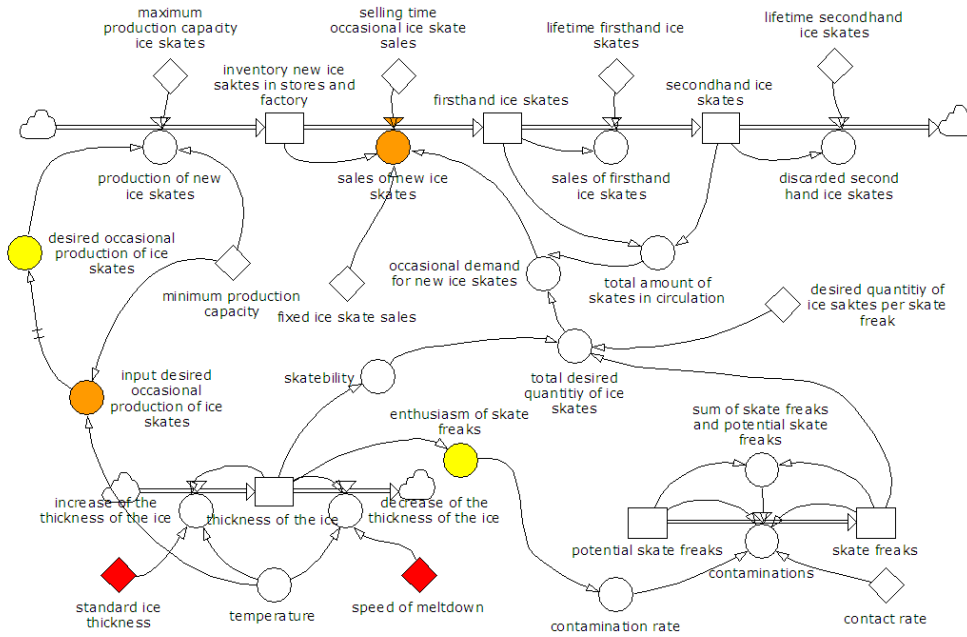 maximum
production capacity
ice skates
selling time
occasional ice skate
sales
lifetime firsthand ice
skates
lifetime secondhand
ice skates
inventory new ice
saktes in stores and
factory
firsthand ice skates
secondhand ice
skates
production of new
ice skates
sales of new ice
skates
sales of firsthand
ice skates
discarded second
hand ice skates
desired occasional
production of ice
skates
minimum production
capacity
fixed ice skate sales
occasional demand
for new ice skates
total amount of
skates in circulation
desired quantitiy of
ice saktes per skate
freak
input desired
occasional
production of ice
skates
skatebility
total desired
quantitiy of ice
skates
enthusiasm of skate
freaks
sum of skate freaks
and potential skate
freaks
increase of the
thickness of the ice
thickness of the ice
decrease of the
thickness of the ice
potential skate freaks
skate freaks
contaminations
standard ice
thickness
temperature
speed of meltdown
contamination rate
contact rate